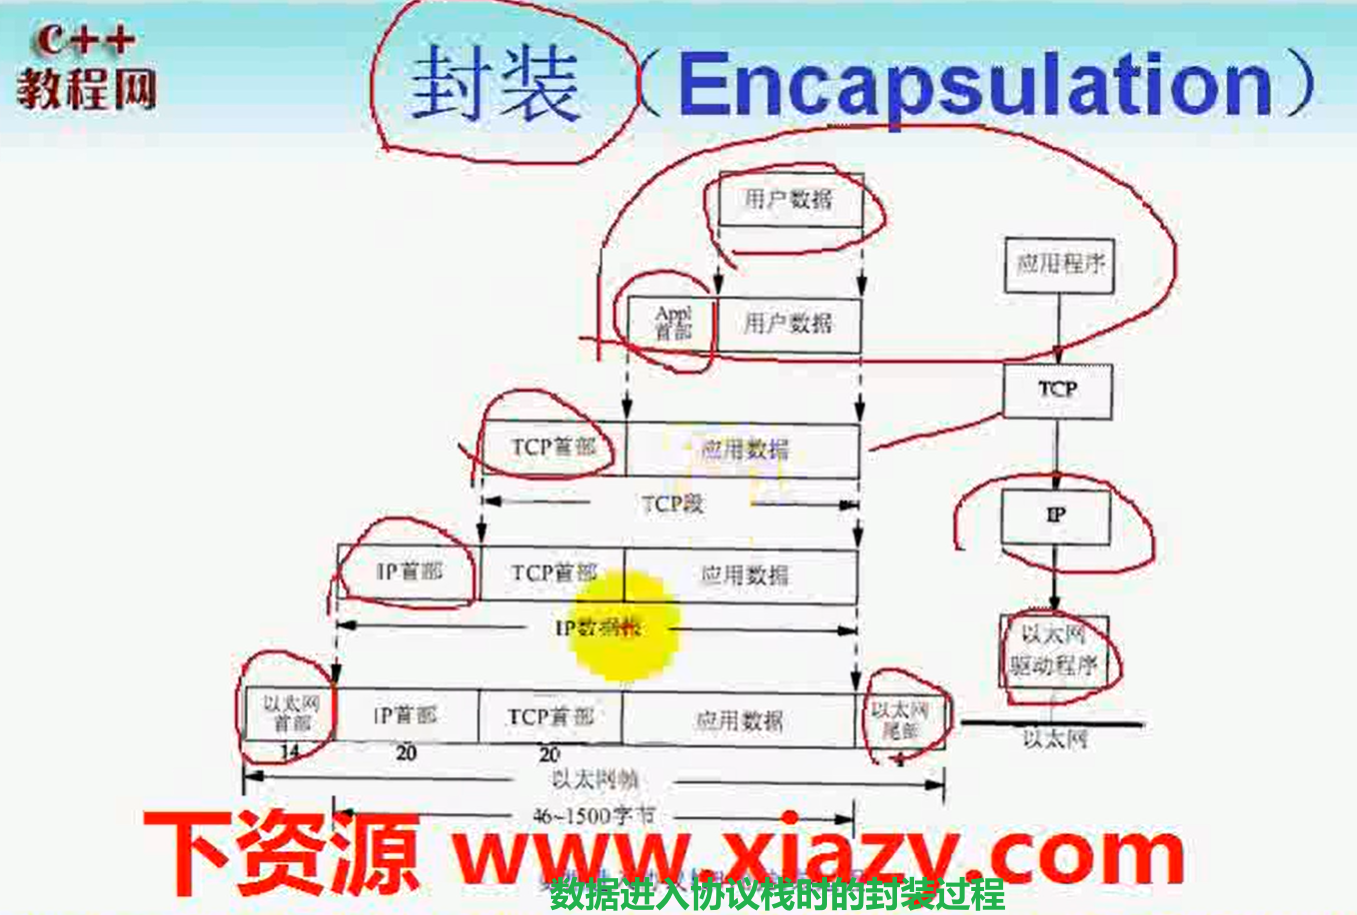 C++
教程网
封装（Encapsulation）
用户数据
应用程序
Appl
首部
用户数据
TCP
TCP首部
应用数据
TCP段
IP
IP首部
TCP首部
应用数据
IP数据报
以太网
驱动程序
以太网
首部
IP首部
TCP首部
应用数据
以太网
尾部
14
20
20
4
以太网
以太网帧
46~1500字节
下资源 www.xiazy.com
数据进入协议栈时的封装过程